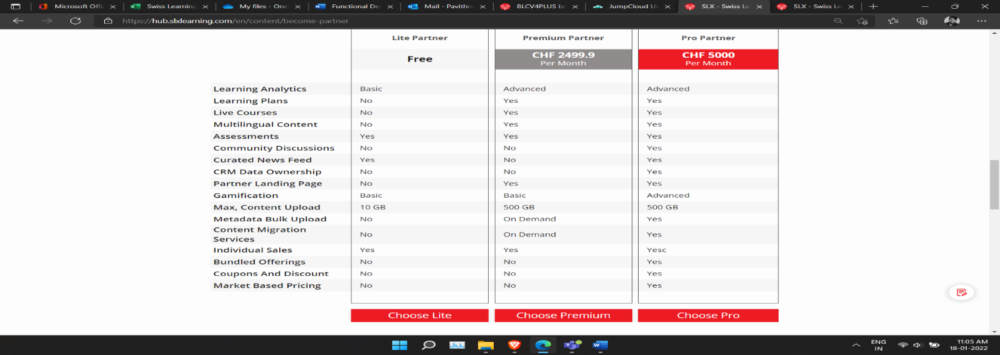 Microsoft Offi
Swiss Learning
My files - One
Functional De
Mail - Pavithra
BLCV4PLUS be
JumpCloud U
SLX - Swiss Le
SLX - Swiss Le
https://hub.slxlearning.com/en/content/become-partner
Lite Partner Premium Partner Pro Partner
Free CHF 2499.9 CHF 5000
Per Month Per Month
Learning Analytics Basic Advanced Advanced
Learning Plans No Yes Yes
Live Courses No Yes Yes
Multilingual Content No Yes Yes
Assessments Yes Yes Yes
Community Discussions No No Yes
Curated News Feed Yes No Yes
CRM Data Ownership No No Yes
Partner Landing Page No Yes Yes
Gamification Basic Basic Advanced
Max, Content Upload 10 GB 500 GB 500 GB
Metadata Bulk Upload No On Demand Yes
Content Migration
Services No On Demand Yes
Individual Sales Yes Yes Yesc
Bundled Offerings No No Yes
Coupons And Discount No No Yes
Market Based Pricing No No Yes
Choose Lite Choose Premium Choose Pro
ENG
IN
11:05 AM
18-01-2022